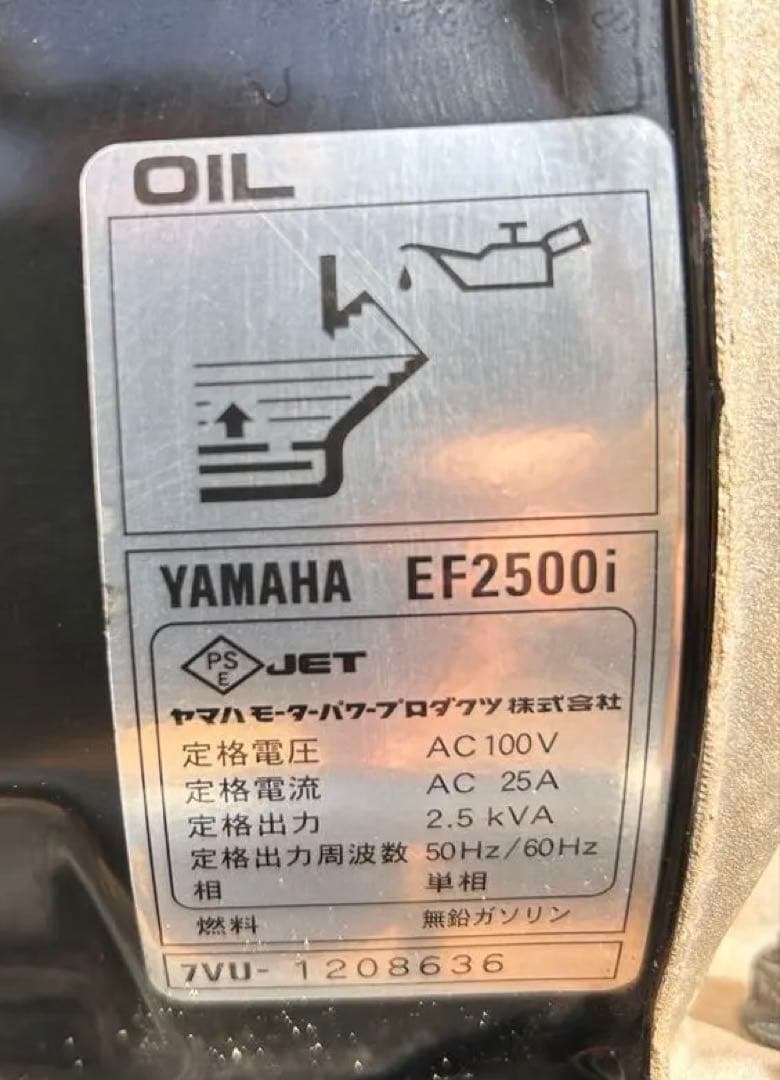 OIL
YAMAHA EF2500i
PS
E
JET
ヤマハモーターパワープロダクツ株式会社
定格電圧 AC 100V
定格電流 AC 25A
定格出力 2.5 kVA
定格出力周波数 50Hz/60Hz
相 単相
燃料 無鉛ガソリン
7VU- 1208636